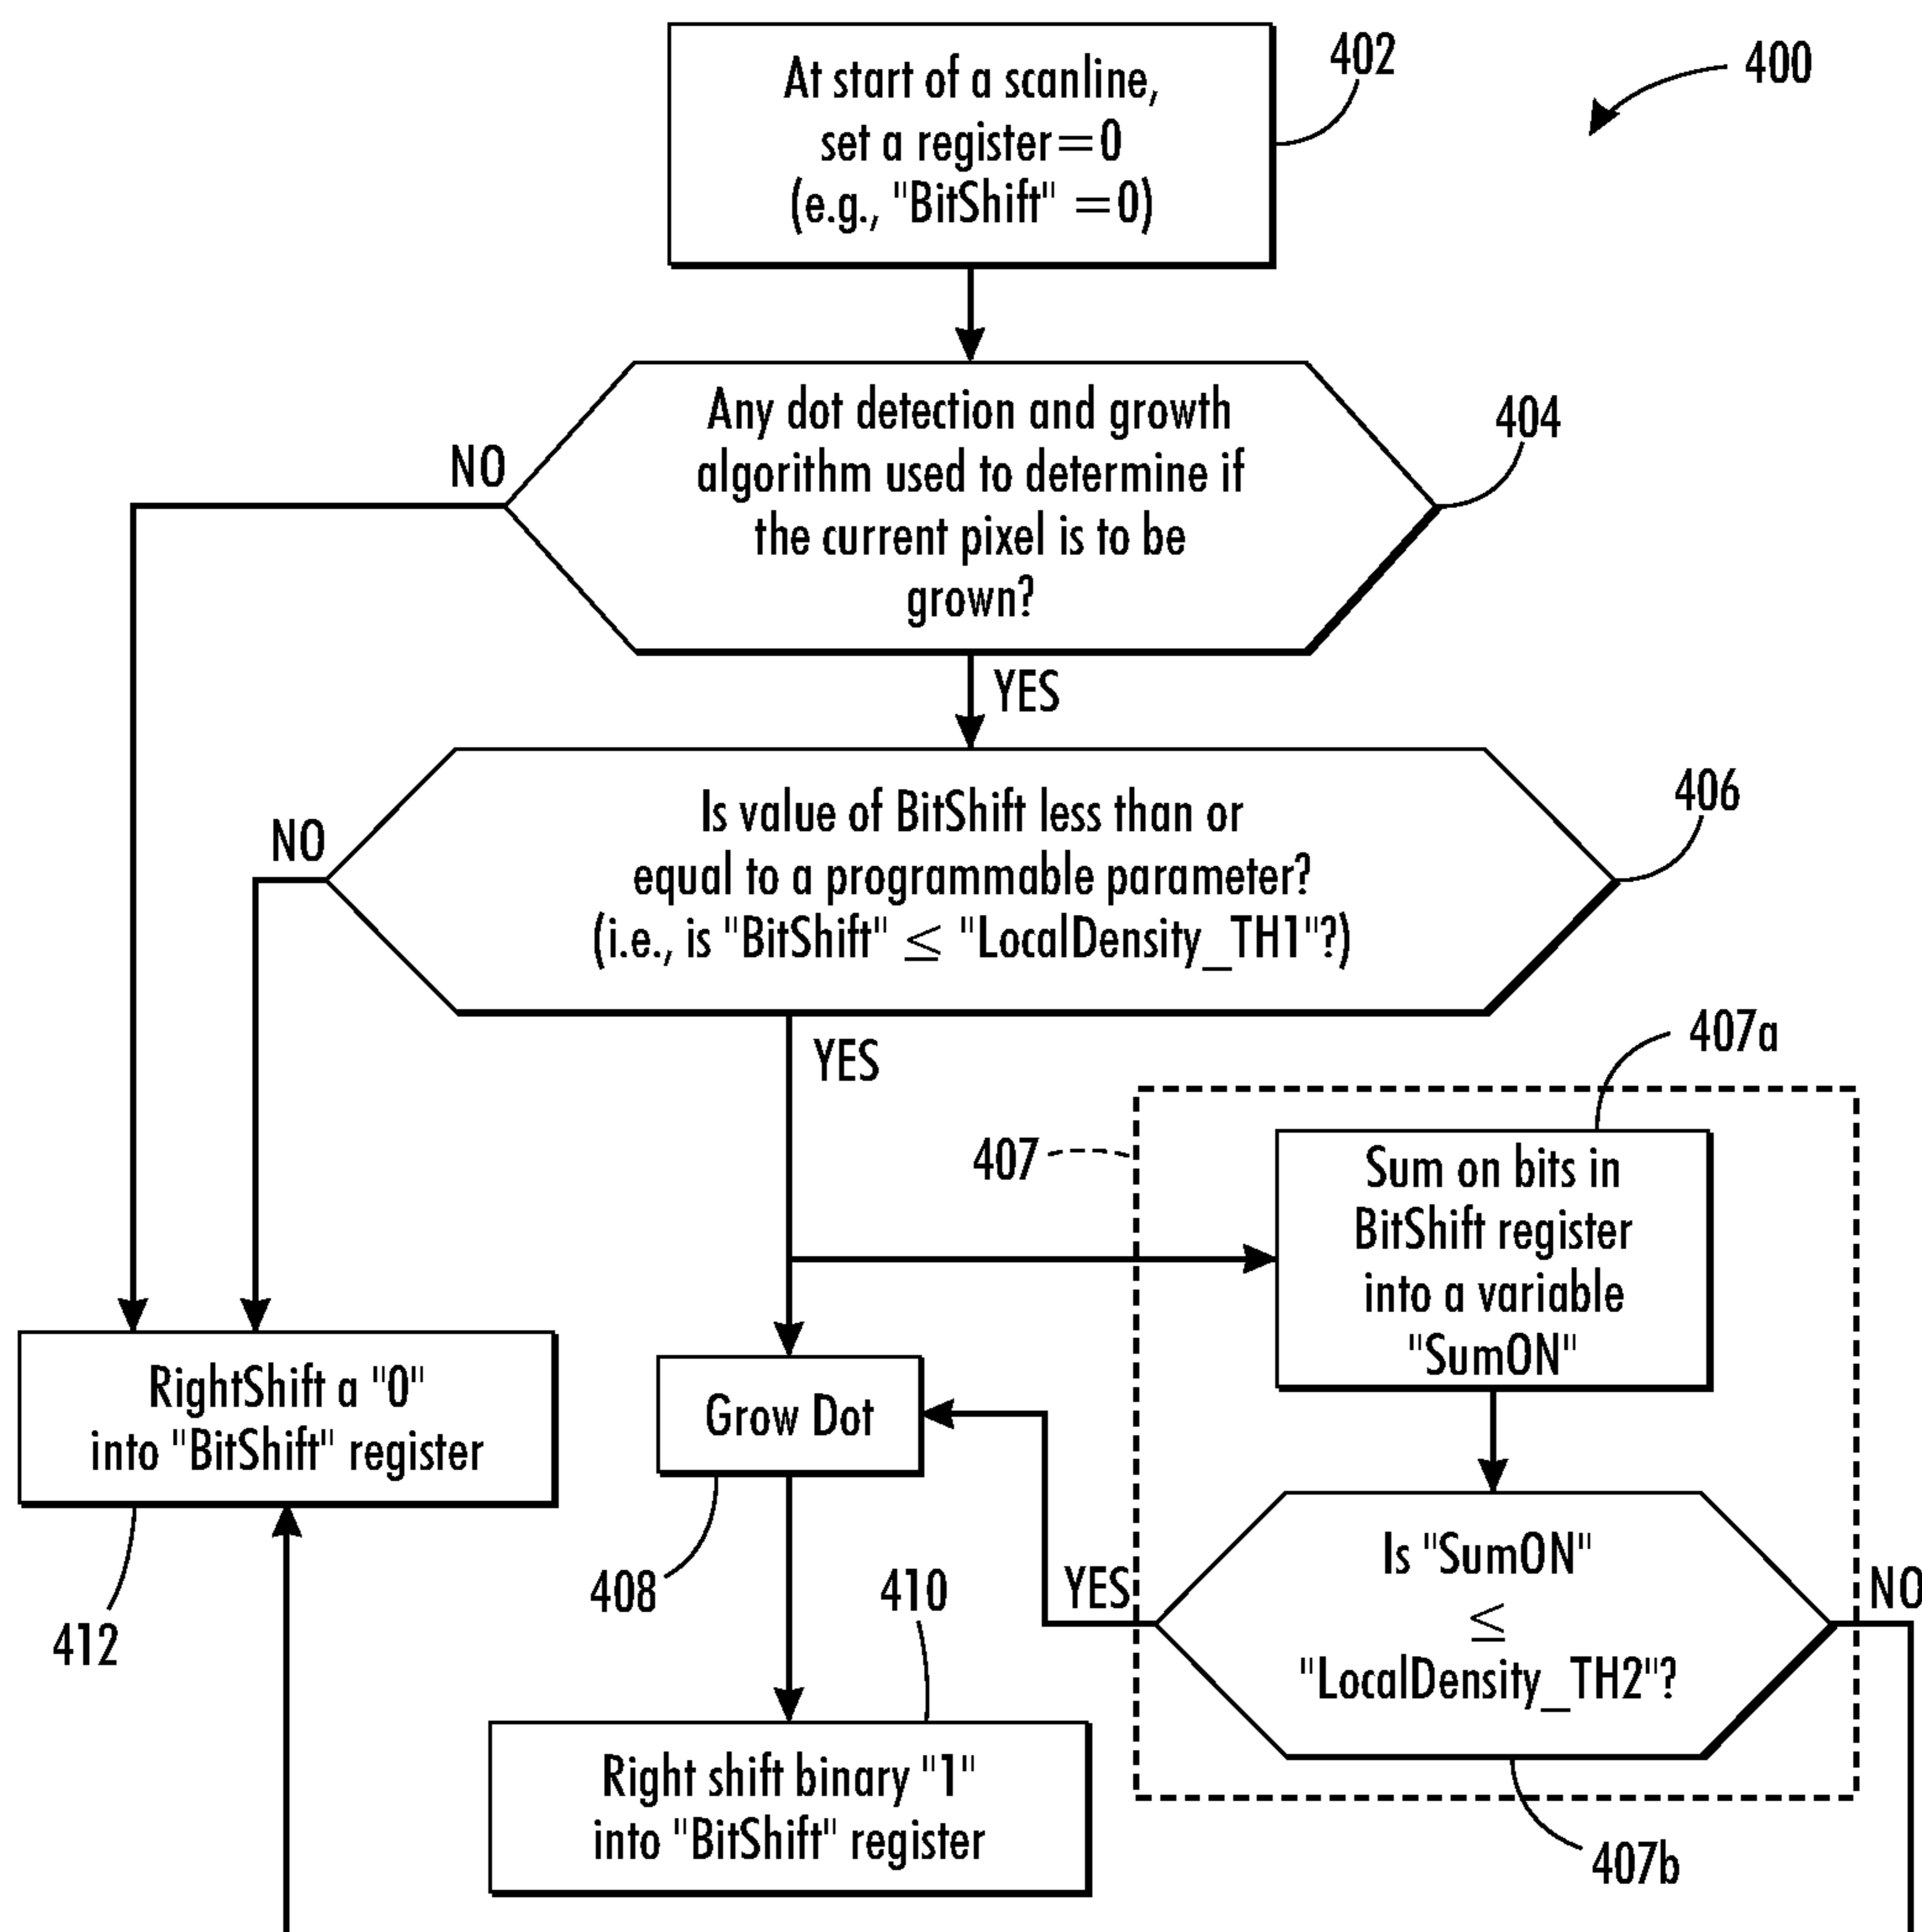 At start of a scanline,
set a register=0
(e.g., "BitShift" =0)
402
400
Any dot detection and growth
algorithm used to determine if
the current pixel is to be
grown?
404
NO
YES
Is value of BitShift less than or
equal to a programmable parameter?
(i.e., is "BitShift" ≤ "LocalDensity_TH1"?)
406
NO
YES
407a
407
Sum on bits in
BitShift register
into a variable
"SumON"
RightShift a "0"
into "BitShift" register
412
Grow Dot
408
410
YES
Is "SumON"
≤
"LocalDensity_TH2"?
NO
407b
Right shift binary "1"
into "BitShift" register